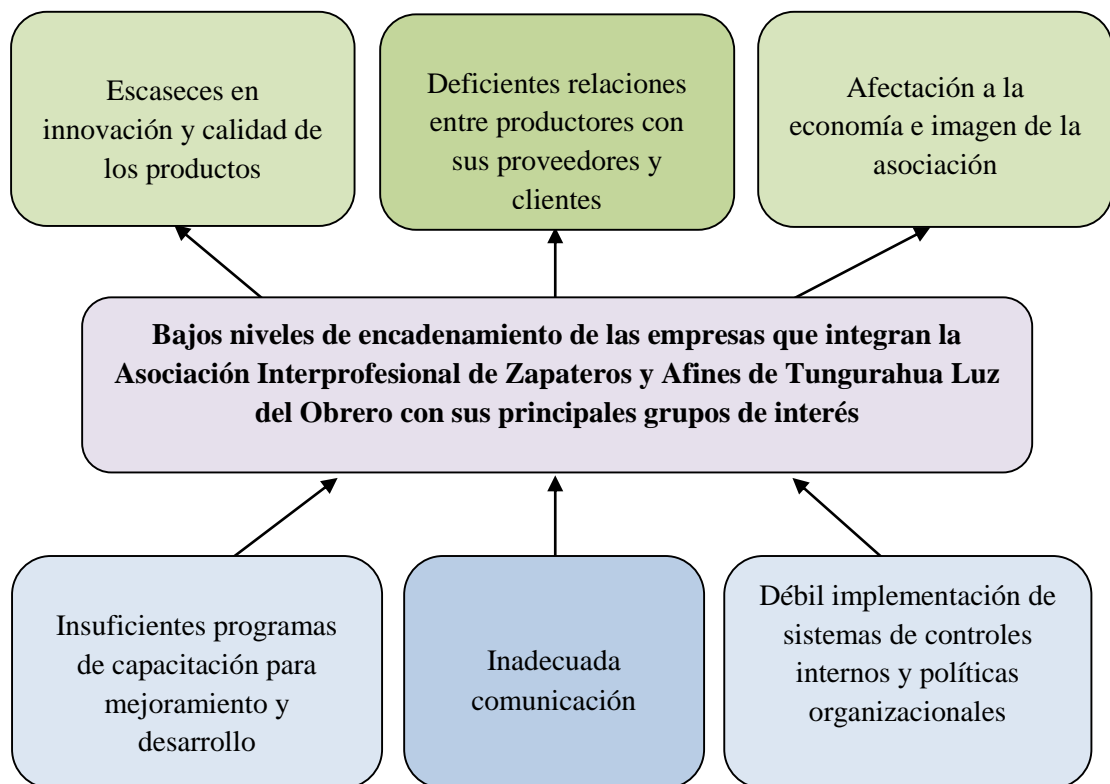 Escaseces en
innovación y calidad de
los productos
Deficientes relaciones
entre productores con
sus proveedores y
clientes
Afectación a la
economía e imagen de la
asociación
Bajos niveles de encadenamiento de las empresas que integran la
Asociación Interprofesional de Zapateros y Afines de Tungurahua Luz
del Obrero con sus principales grupos de interés
Insuficientes programas
de capacitación para
mejoramiento y
desarrollo
Inadecuada
comunicación
Débil implementación de
sistemas de controles
internos y políticas
organizacionales